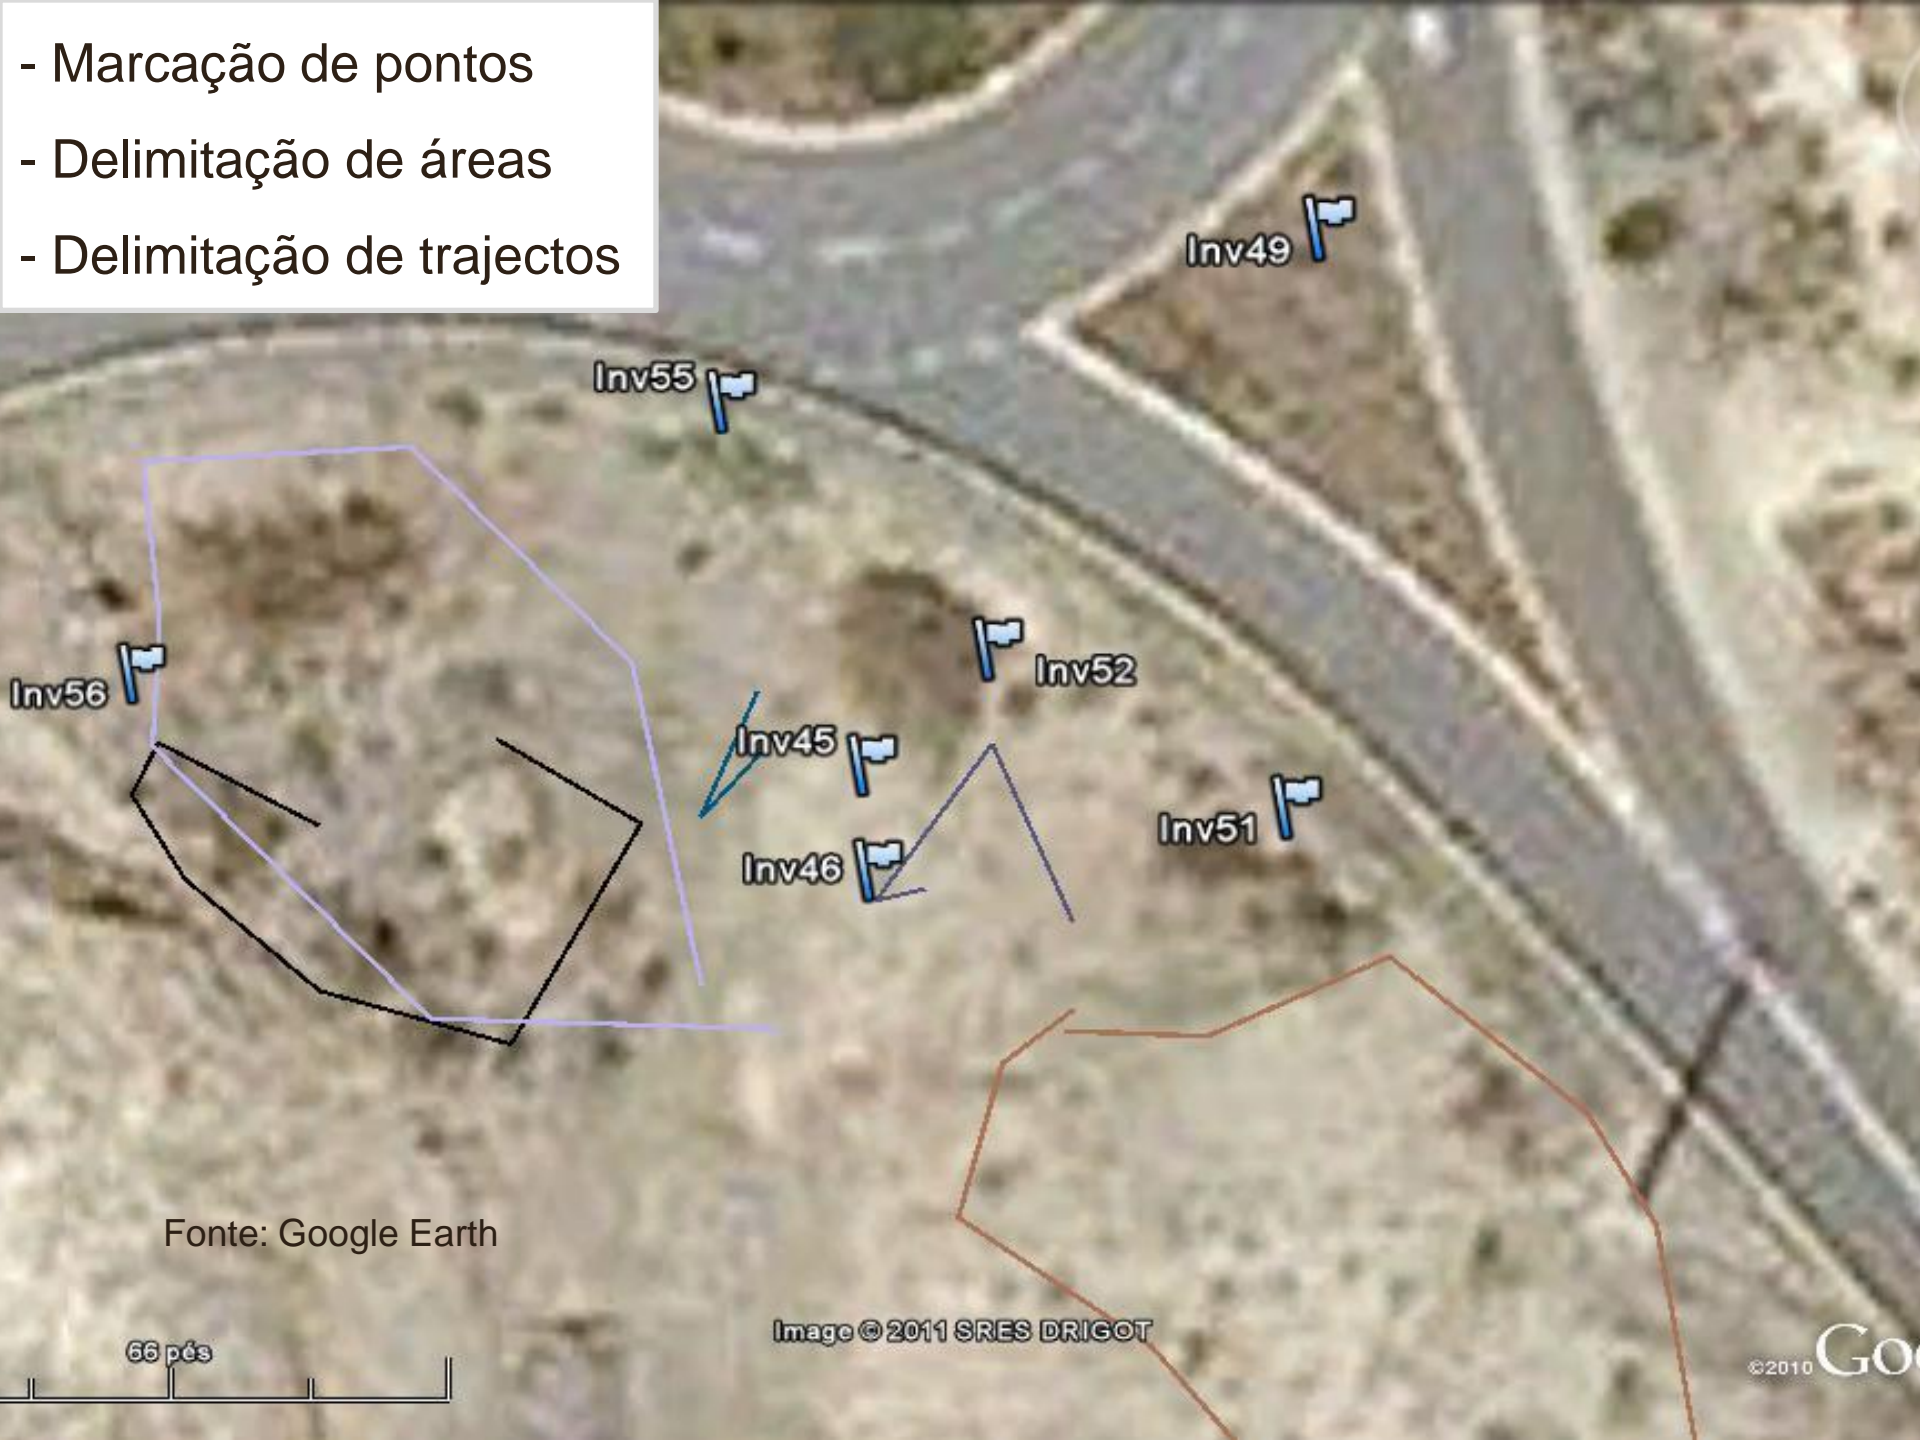 - Marcação de pontos
- Delimitação de áreas
- Delimitação de trajectos
Inv49
Inv55
Inv52
Inv56
Inv45
Inv51
Inv46
Fonte: Google Earth
Image © 2011 SRES DRIGOT
66 pés
©2010